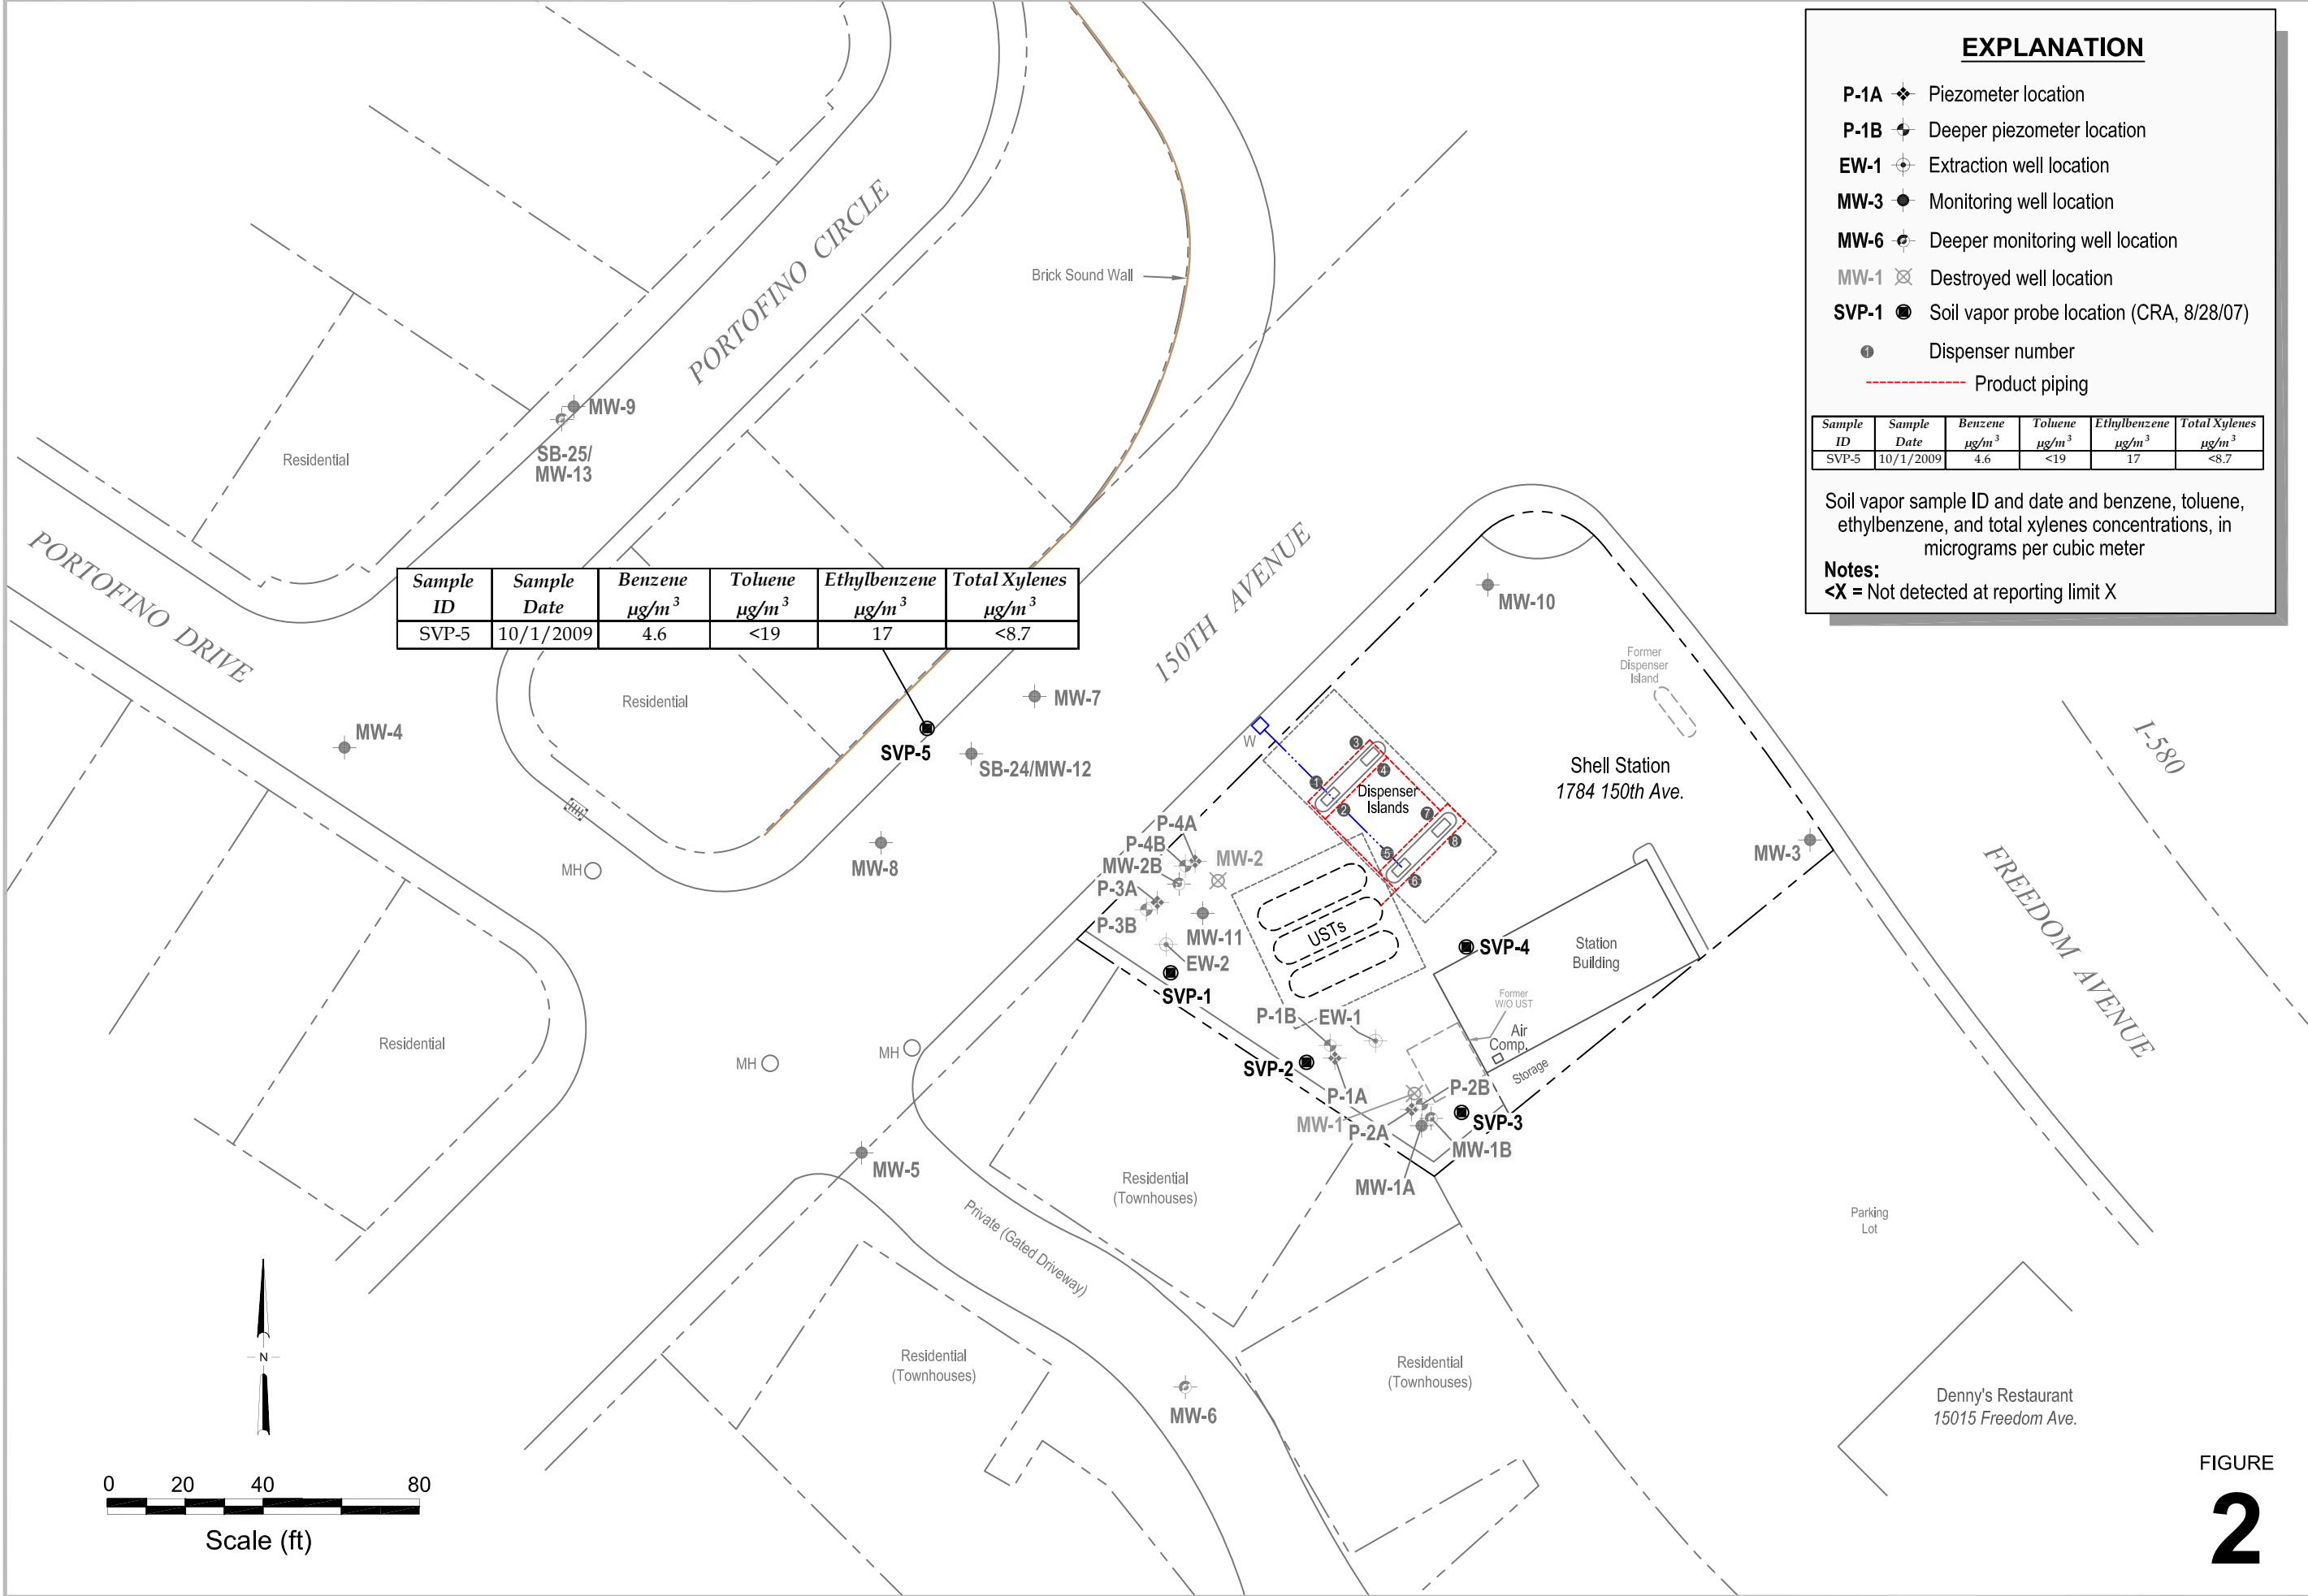 EXPLANATION
P-1A Piezometer location
P-1B Deeper piezometer location
EW-1 Extraction well location
MW-3 Monitoring well location
MW-6 Deeper monitoring well location
MW-1 Destroyed well location
SVP-1 Soil vapor probe location (CRA, 8/28/07)
1 Dispenser number
Product piping
Sample ID Sample Date Benzene µg/m³ Toluene µg/m³ Ethylbenzene µg/m³ Total Xylenes µg/m³
SVP-5 10/1/2009 4.6 <19 17 <8.7
Soil vapor sample ID and date and benzene, toluene,
ethylbenzene, and total xylenes concentrations, in
micrograms per cubic meter
Notes:
<X = Not detected at reporting limit X
PORTOFINO CIRCLE
Brick Sound Wall
MW-9
SB-25/
MW-13
Residential
PORTOFINO DRIVE
Sample ID Sample Date Benzene µg/m³ Toluene µg/m³ Ethylbenzene µg/m³ Total Xylenes µg/m³
SVP-5 10/1/2009 4.6 <19 17 <8.7
150TH AVENUE
MW-10
Former
Dispenser
Island
Residential
MW-7
MW-4
SVP-5
SB-24/MW-12
W
3
4
1
2
7
8
5
6
Dispenser
Islands
Shell Station
1784 150th Ave.
I-580
FREEDOM AVENUE
MW-3
MW-8
MH
P-4A
P-4B
MW-2B
MW-2
P-3A
P-3B
MW-11
EW-2
SVP-1
USTs
SVP-4
Station
Building
Former
W/O UST
Air
Comp.
Storage
P-1B
EW-1
SVP-2
P-1A
P-2B
MW-1
P-2A
SVP-3
MW-1B
MW-1A
Residential
MH
MH
MW-5
Residential
(Townhouses)
Private (Gated Driveway)
Parking
Lot
Residential
(Townhouses)
Residential
(Townhouses)
MW-6
Denny's Restaurant
15015 Freedom Ave.
N
0 20 40 80
Scale (ft)
FIGURE
2